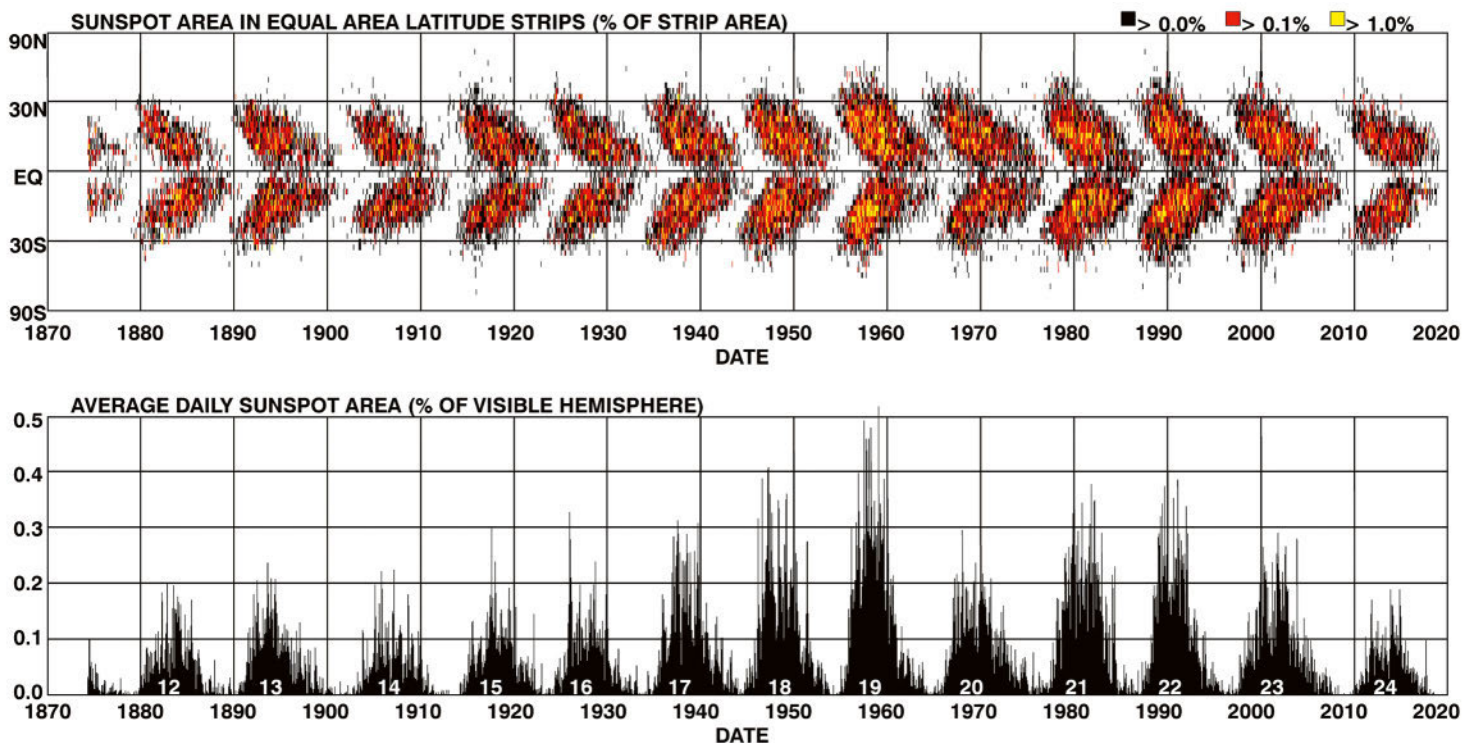 SUNSPOT AREA IN EQUAL AREA LATITUDE STRIPS (% OF STRIP AREA) > 0.0% > 0.1% > 1.0%
90N
30N
EQ
30S
90S
1870 1880 1890 1900 1910 1920 1930 1940 1950 1960 1970 1980 1990 2000 2010 2020
DATE
AVERAGE DAILY SUNSPOT AREA (% OF VISIBLE HEMISPHERE)
0.5
0.4
0.3
0.2
0.1
0.0 12 13 14 15 16 17 18 19 20 21 22 23 24
1870 1880 1890 1900 1910 1920 1930 1940 1950 1960 1970 1980 1990 2000 2010 2020
DATE